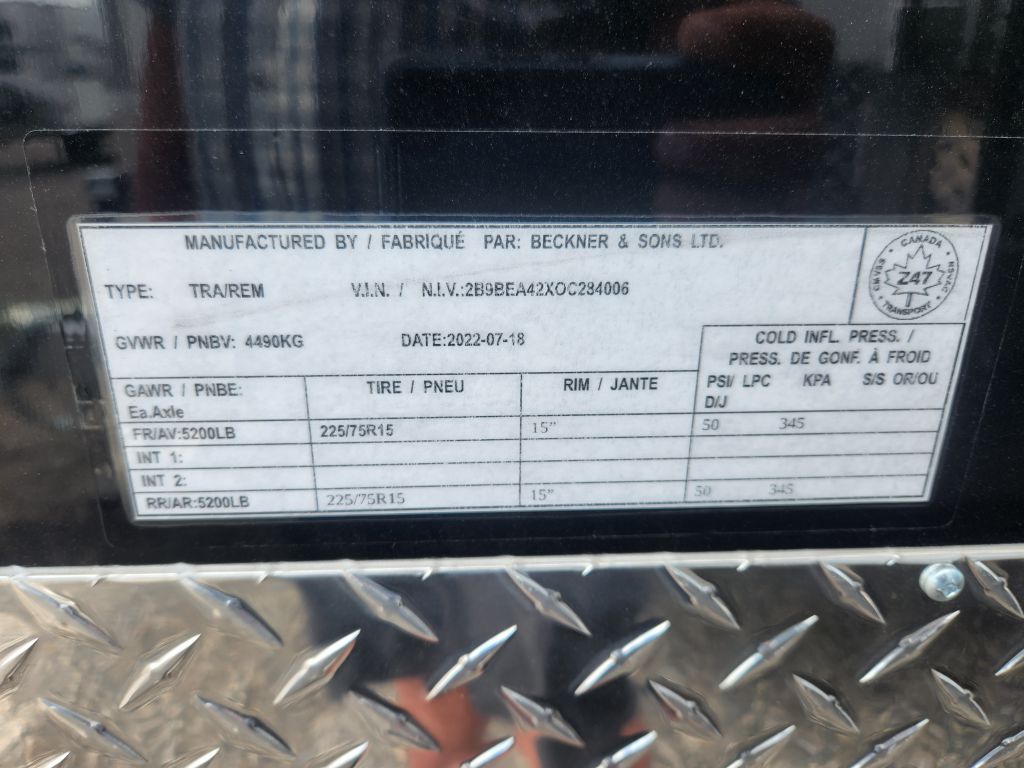 MANUFACTURED BY / FABRIQUÉ PAR: BECKNER & SONS LTD.
CANADA
CMVSS Z47 NSVAC
TRANSPORT
TYPE: TRA/REM V.I.N. / N.I.V.:2B9BEA42XOC284006
GVWR / PNBV: 4490KG DATE:2022-07-18
COLD INFL. PRESS. /
PRESS. DE GONF. À FROID
GAWR / PNBE: TIRE / PNEU RIM / JANTE PSI/ LPC KPA S/S OR/OU
Ea.Axle D/J
FR/AV:5200LB 225/75R15 15" 50 345
INT 1:
INT 2:
RR/AR:5200LB 225/75R15 15" 50 345